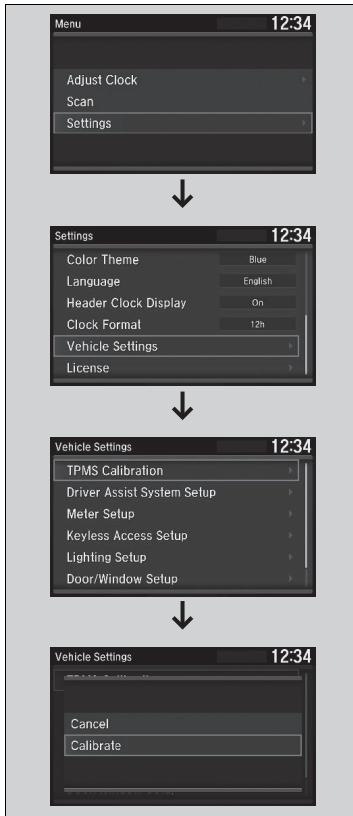 Menu 12:34
Adjust Clock
Scan
Settings
Settings 12:34
Color Theme Blue
Language English
Header Clock Display On
Clock Format 12h
Vehicle Settings
License
Vehicle Settings 12:34
TPMS Calibration
Driver Assist System Setup
Meter Setup
Keyless Access Setup
Lighting Setup
Door/Window Setup
Vehicle Settings 12:34
Cancel
Calibrate